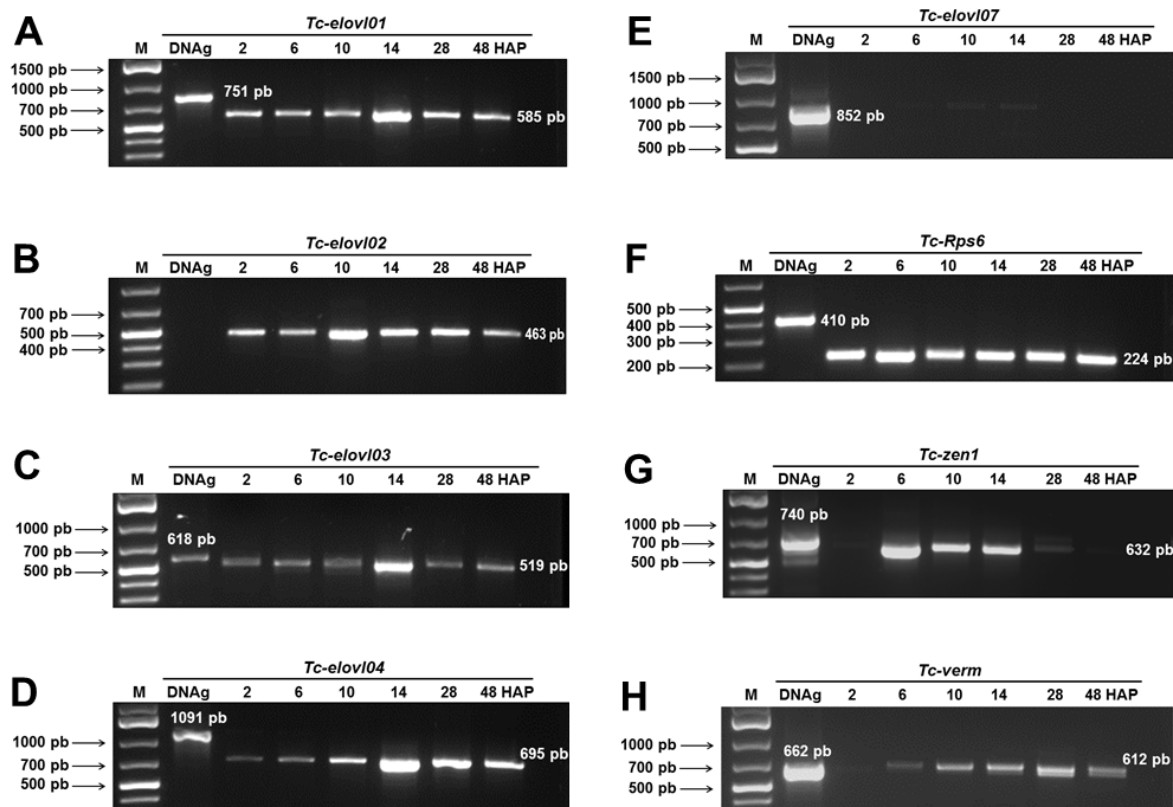 A
Tc-elovl01
M DNAg 2 6 10 14 28 48 HAP
1500 pb
1000 pb
700 pb
500 pb
751 pb
585 pb
B
Tc-elovl02
M DNAg 2 6 10 14 28 48 HAP
700 pb
500 pb
400 pb
463 pb
C
Tc-elovl03
M DNAg 2 6 10 14 28 48 HAP
1000 pb
700 pb
500 pb
618 pb
519 pb
D
Tc-elovl04
M DNAg 2 6 10 14 28 48 HAP
1000 pb
700 pb
500 pb
1091 pb
695 pb
E
Tc-elovl07
M DNAg 2 6 10 14 28 48 HAP
1500 pb
1000 pb
700 pb
500 pb
852 pb
F
Tc-Rps6
M DNAg 2 6 10 14 28 48 HAP
500 pb
400 pb
300 pb
200 pb
410 pb
224 pb
G
Tc-zen1
M DNAg 2 6 10 14 28 48 HAP
1000 pb
700 pb
500 pb
740 pb
632 pb
H
Tc-verm
M DNAg 2 6 10 14 28 48 HAP
1000 pb
700 pb
500 pb
662 pb
612 pb